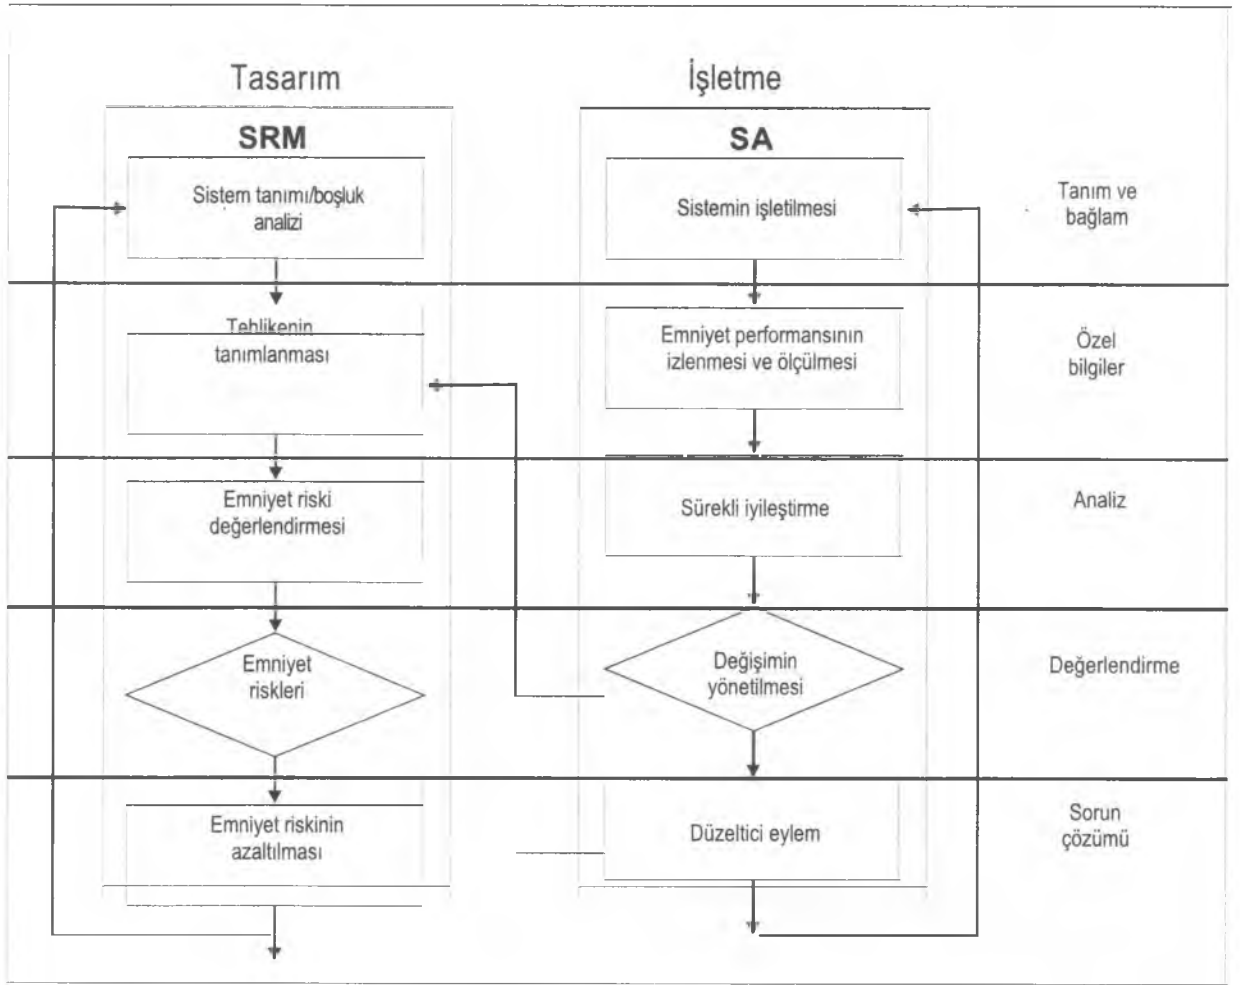 Tasarım
İşletme
SRM
SA
Sistem tanımı/boşluk
analizi
Sistemin işletilmesi
Tanım ve
bağlam
Tehlikenin
tanımlanması
Emniyet performansının
izlenmesi ve ölçülmesi
Özel
bilgiler
Emniyet riski
değerlendirmesi
Sürekli iyileştirme
Analiz
Emniyet
riskleri
Değişimin
yönetilmesi
Değerlendirme
Emniyet riskinin
azaltılması
Düzeltici eylem
Sorun
çözümü